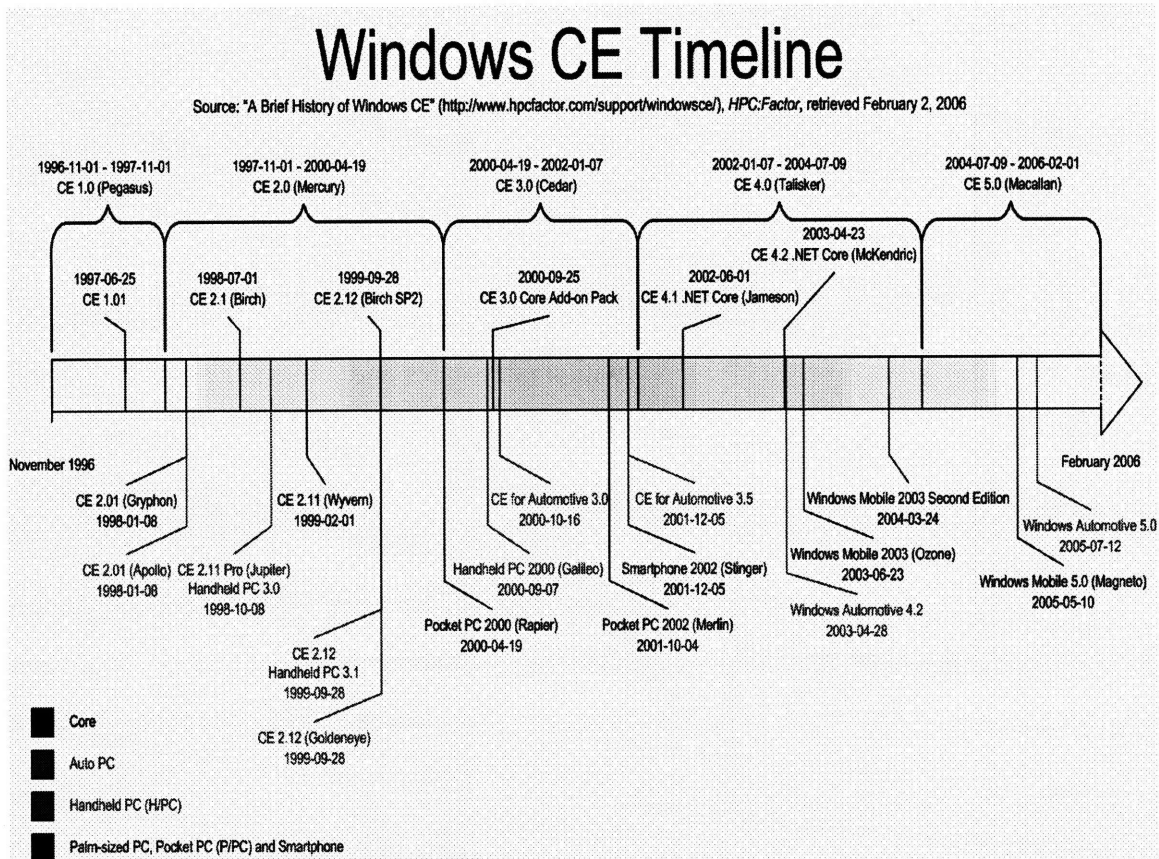 Windows CE Timeline
Source: "A Brief History of Windows CE" (http://www.hpcfactor.com/support/windowsce/), HPC:Factor, retrieved February 2, 2006
1996-11-01 - 1997-11-01
CE 1.0 (Pegasus)
1997-11-01 - 2000-04-19
CE 2.0 (Mercury)
2000-04-19 - 2002-01-07
CE 3.0 (Cedar)
2002-01-07 - 2004-07-09
CE 4.0 (Talisker)
2004-07-09 - 2006-02-01
CE 5.0 (Macallan)
1997-06-25
CE 1.01
1998-07-01
CE 2.1 (Birch)
1999-09-28
CE 2.12 (Birch SP2)
2000-09-25
CE 3.0 Core Add-on Pack
2002-06-01
CE 4.1 .NET Core (Jameson)
2003-04-23
CE 4.2 .NET Core (McKendric)
November 1996
February 2006
CE 2.01 (Gryphon)
1998-01-08
CE 2.01 (Apollo)
1998-01-08
CE 2.11 Pro (Jupiter)
Handheld PC 3.0
1998-10-08
CE 2.11 (Wyvern)
1999-02-01
CE 2.12
Handheld PC 3.1
1999-09-28
CE 2.12 (Goldeneye)
1999-09-28
CE for Automotive 3.0
2000-10-16
Handheld PC 2000 (Galileo)
2000-09-07
Pocket PC 2000 (Rapier)
2000-04-19
CE for Automotive 3.5
2001-12-05
Smartphone 2002 (Stinger)
2001-12-05
Pocket PC 2002 (Merlin)
2001-10-04
Windows Mobile 2003 Second Edition
2004-03-24
Windows Mobile 2003 (Ozone)
2003-06-23
Windows Automotive 4.2
2003-04-28
Windows Automotive 5.0
2005-07-12
Windows Mobile 5.0 (Magneto)
2005-05-10
Core
Auto PC
Handheld PC (H/PC)
Palm-sized PC, Pocket PC (P/PC) and Smartphone